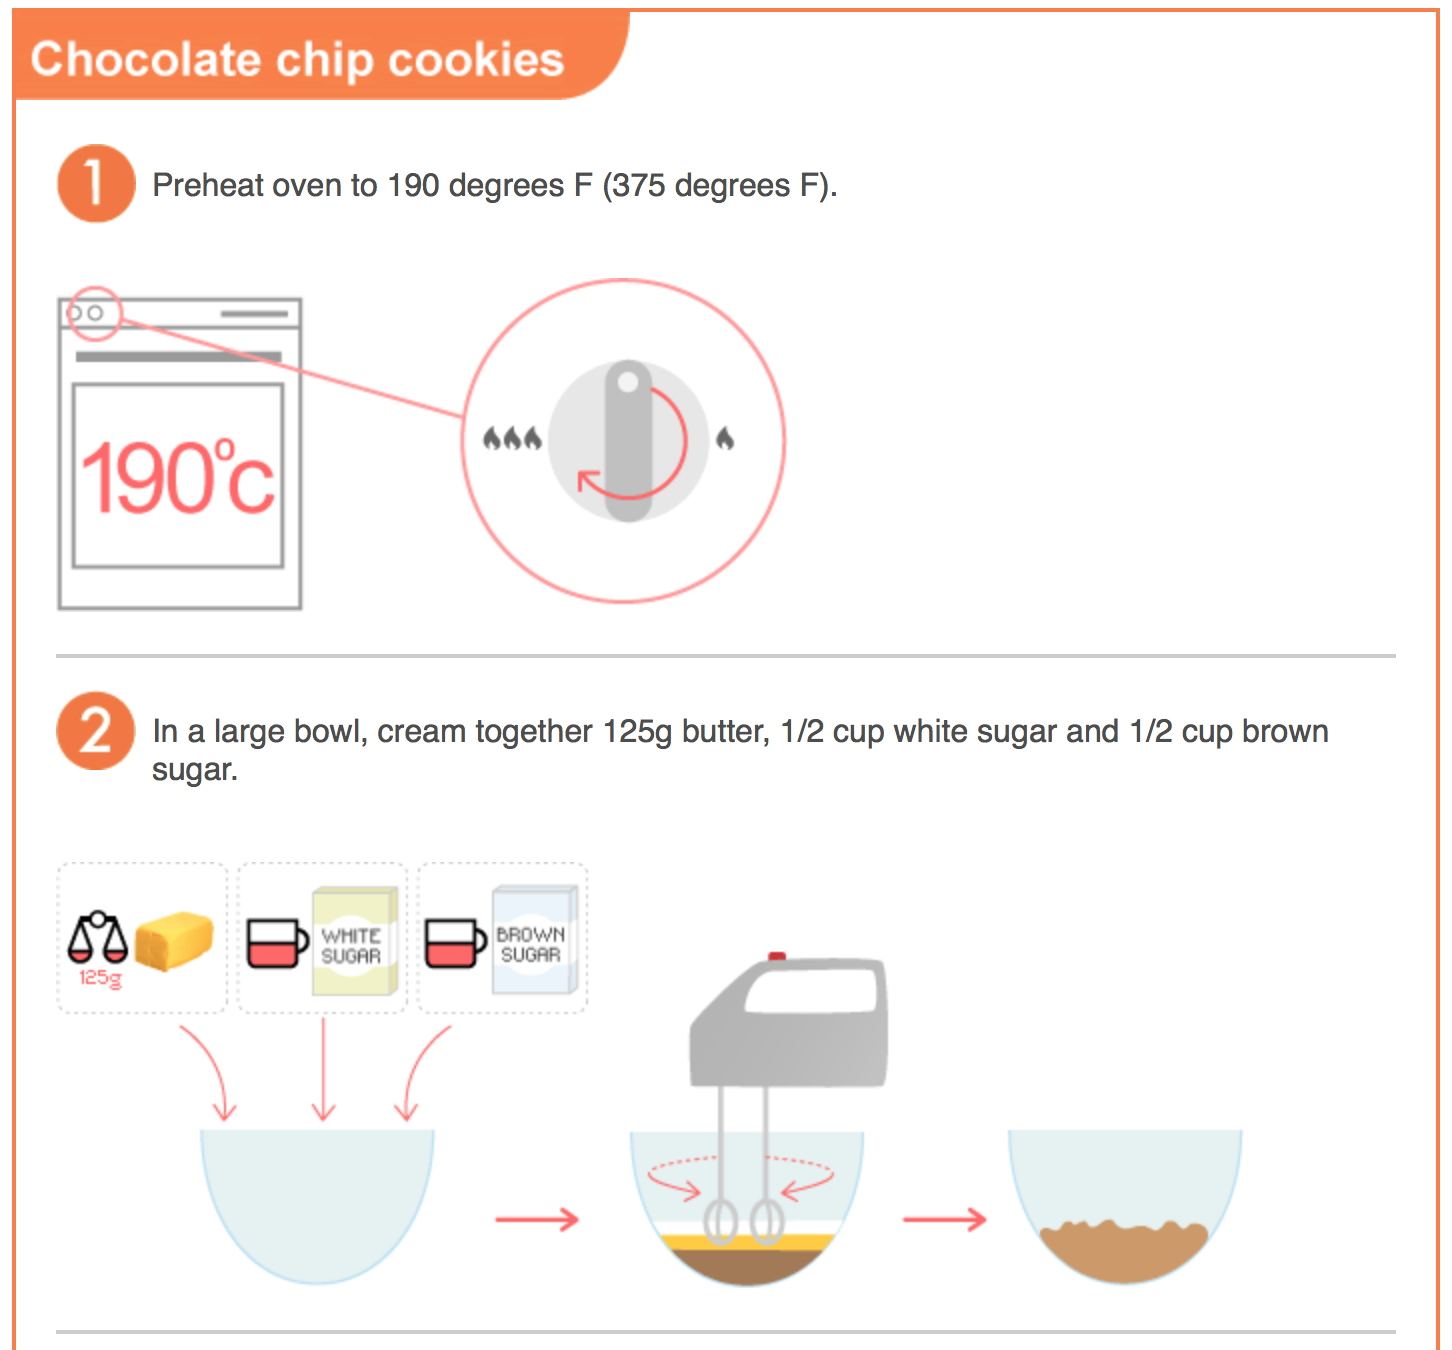 Chocolate chip cookies
1 Preheat oven to 190 degrees F (375 degrees F).
190°c
2 In a large bowl, cream together 125g butter, 1/2 cup white sugar and 1/2 cup brown
sugar.
125g
WHITE
SUGAR
BROWN
SUGAR